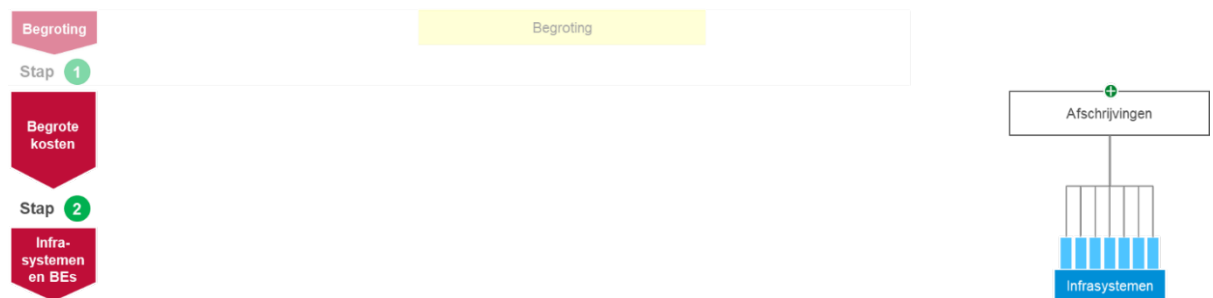 Begroting
Begroting
Stap 1
Afschrijvingen
Begrote
kosten
Stap 2
Infra-
systemen
en BEs
Infrasystemen